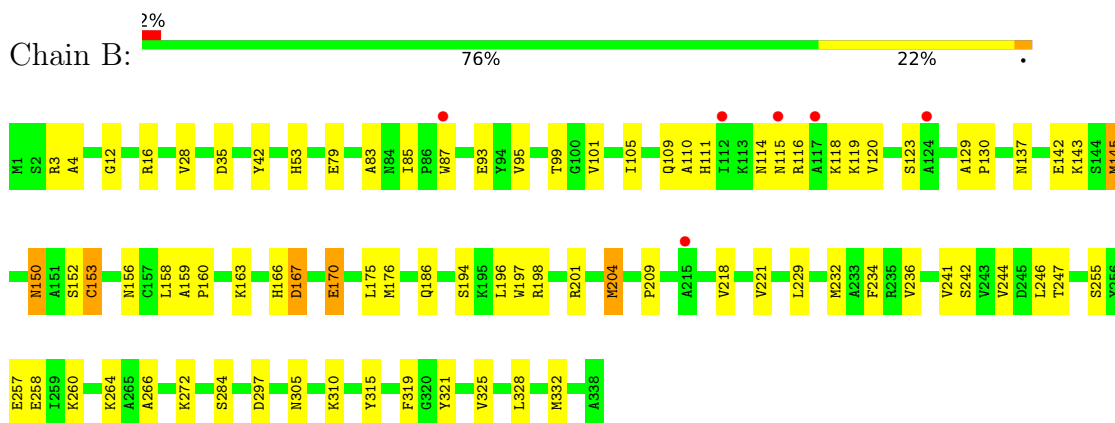 2%
Chain B:
76% 22% •
M1 S2 R3 A4 G12 R16 V28 D35 Y42 H53 E79 A83 N84 I85 P86 W87 E93 Y94 V95 T99 G100 V101 I105 Q109 A110 H111 I112 K113 N114 N115 R116 A117 K118 K119 V120 S123 A124 A129 P130 N137 E142 K143 S144 M145
N150 A151 S152 C153 N156 C157 L158 A159 P160 K163 H166 D167 E170 L175 M176 Q186 S194 K195 L196 W197 R198 R201 M204 P209 A215 V218 V221 L229 M232 A233 F234 R235 V236 V241 S242 V243 V244 D245 L246 T247 S255 Y256
E257 E258 I259 K260 K264 A265 A266 K272 S284 D297 N305 K310 Y315 F319 G320 Y321 V325 L328 M332 A338